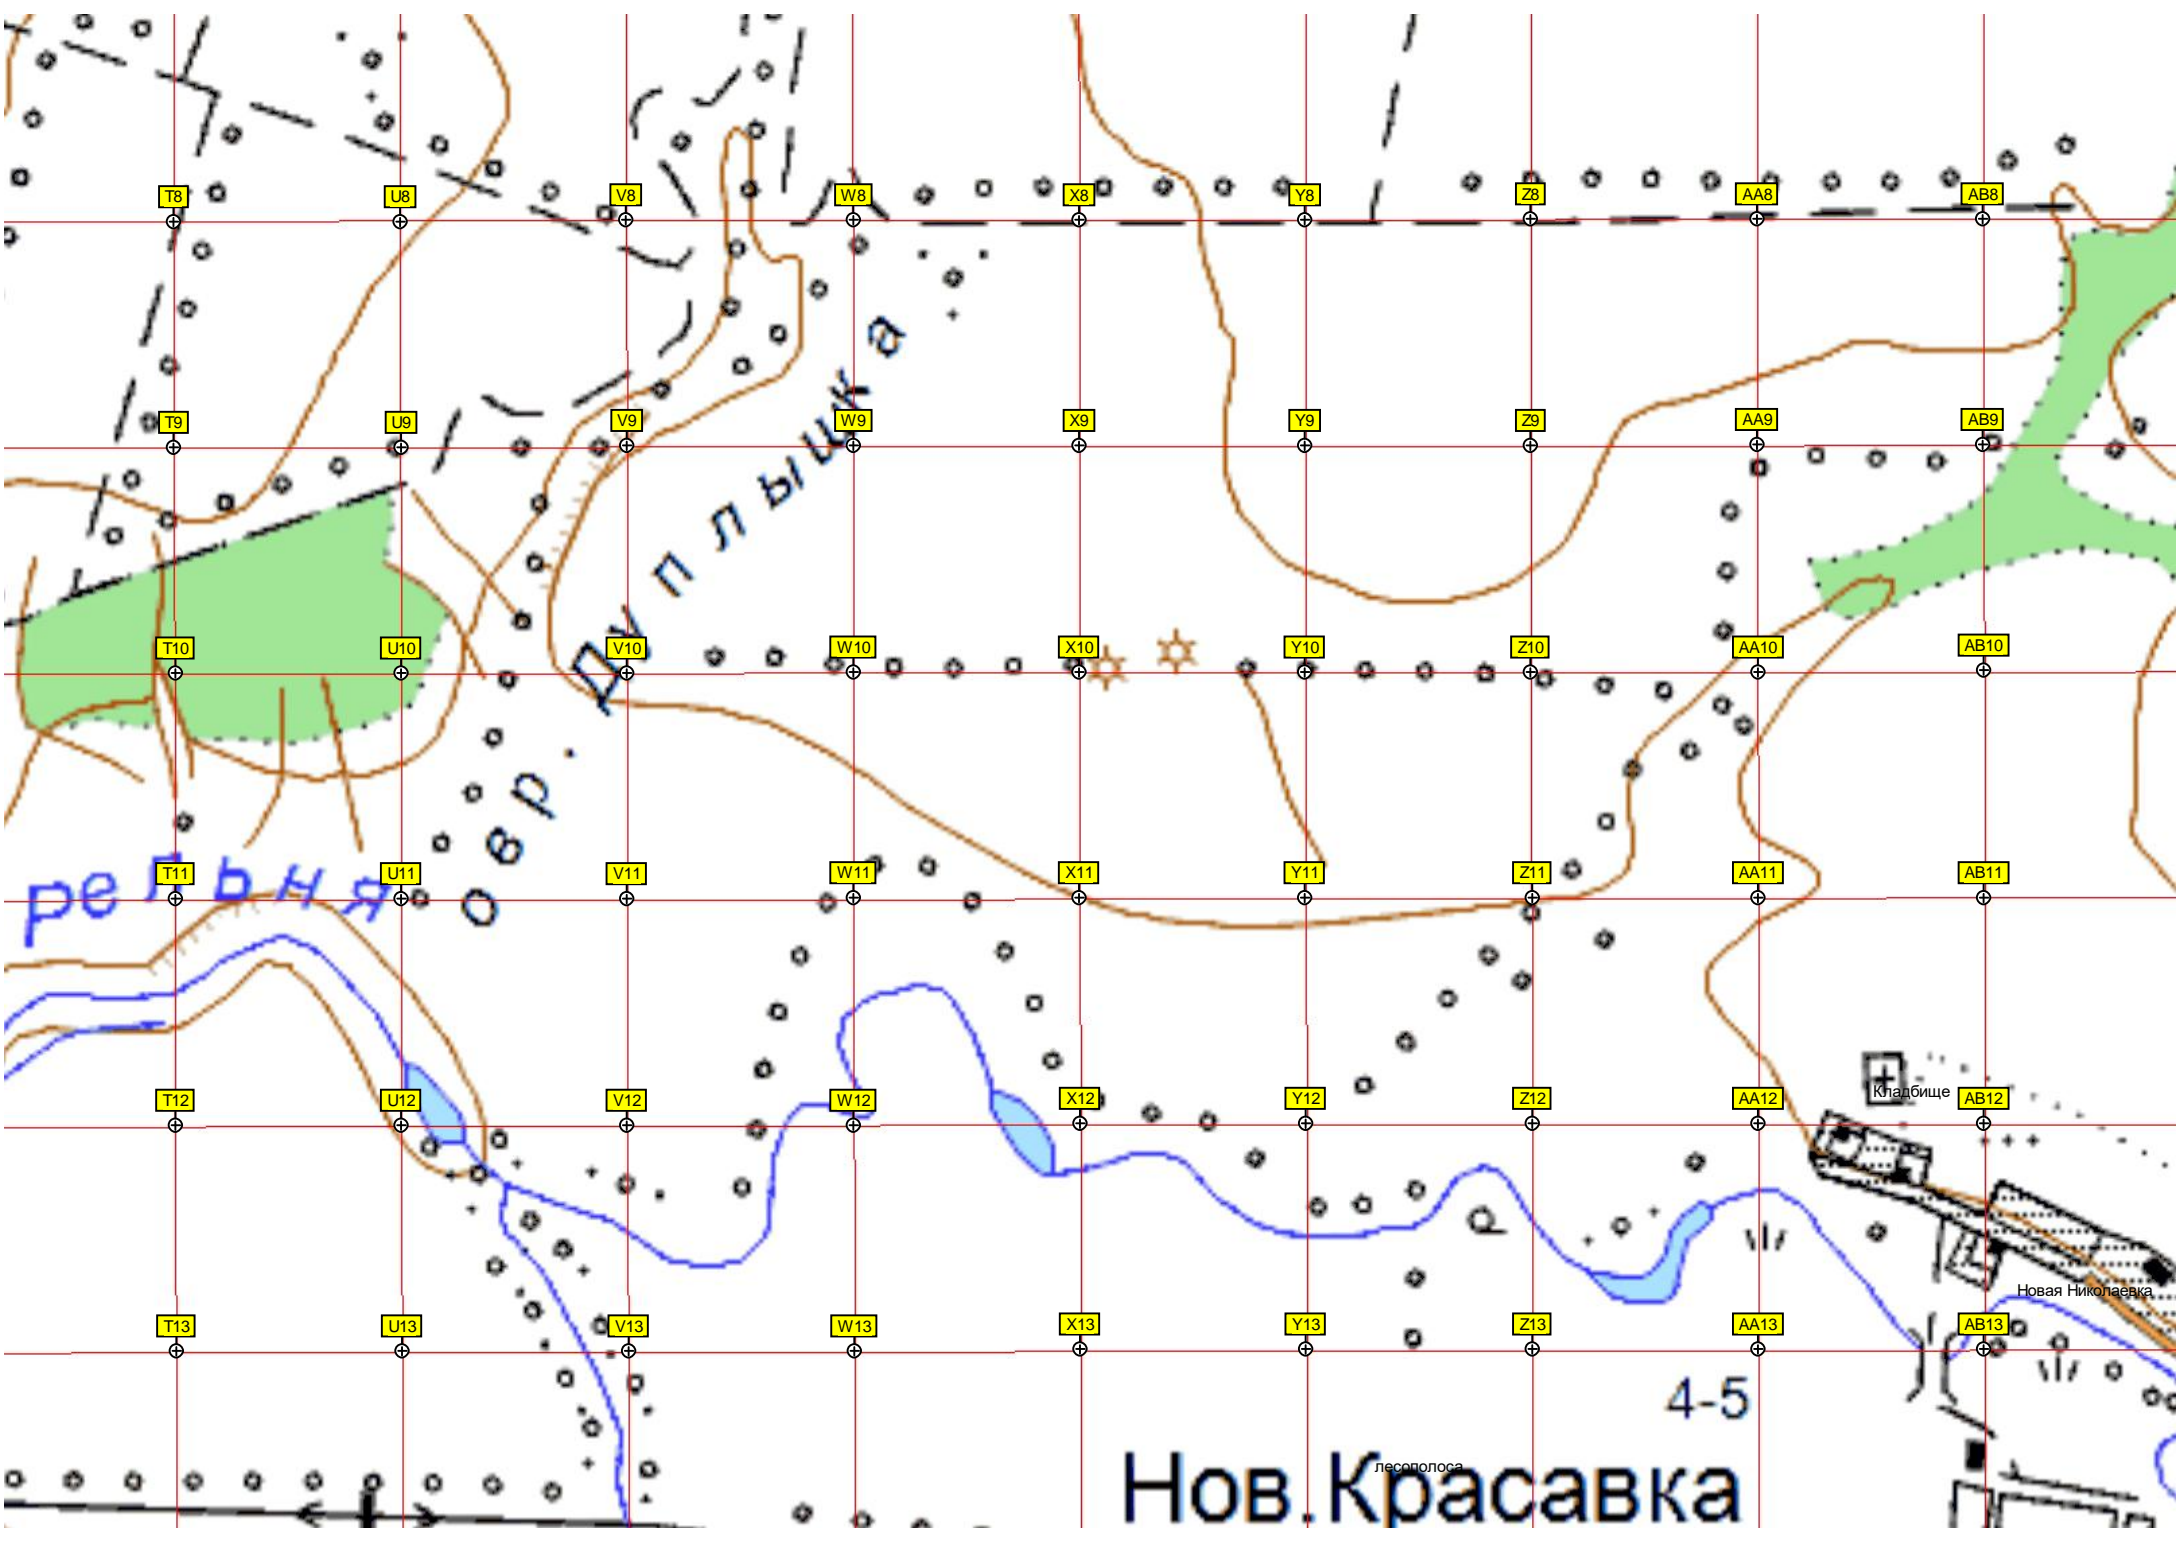 T8 U8 V8 W8 X8 Y8 Z8 AA8 AB8
T9 U9 V9 W9 X9 Y9 Z9 AA9 AB9
T10 U10 V10 W10 X10 Y10 Z10 AA10 AB10
Овр. Дуплышка
T11 U11 V11 W11 X11 Y11 Z11 AA11 AB11
рельня
T12 U12 V12 W12 X12 Y12 Z12 AA12 AB12
Кладбище
Новая Николаевка
T13 U13 V13 W13 X13 Y13 Z13 AA13 AB13
4-5
лесополоса
Нов.Красавка